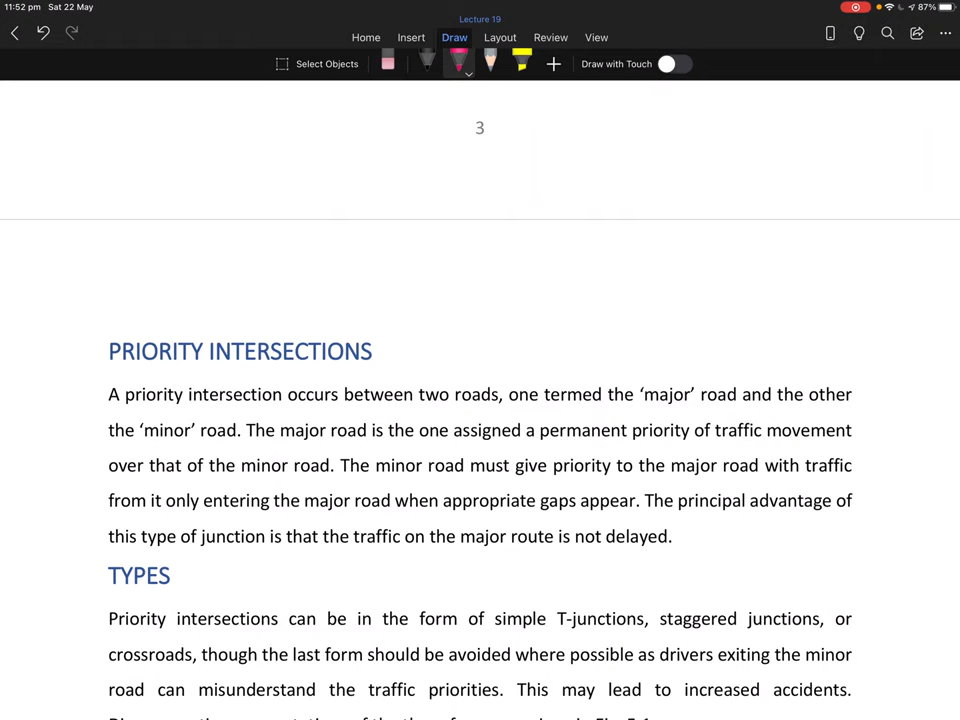 11:52 pm Sat 22 May
87%
Lecture 19
Home Insert Draw Layout Review View
Select Objects
Draw with Touch
3
PRIORITY INTERSECTIONS
A priority intersection occurs between two roads, one termed the ‘major’ road and the other
the ‘minor’ road. The major road is the one assigned a permanent priority of traffic movement
over that of the minor road. The minor road must give priority to the major road with traffic
from it only entering the major road when appropriate gaps appear. The principal advantage of
this type of junction is that the traffic on the major route is not delayed.
TYPES
Priority intersections can be in the form of simple T-junctions, staggered junctions, or
crossroads, though the last form should be avoided where possible as drivers exiting the minor
road can misunderstand the traffic priorities. This may lead to increased accidents.